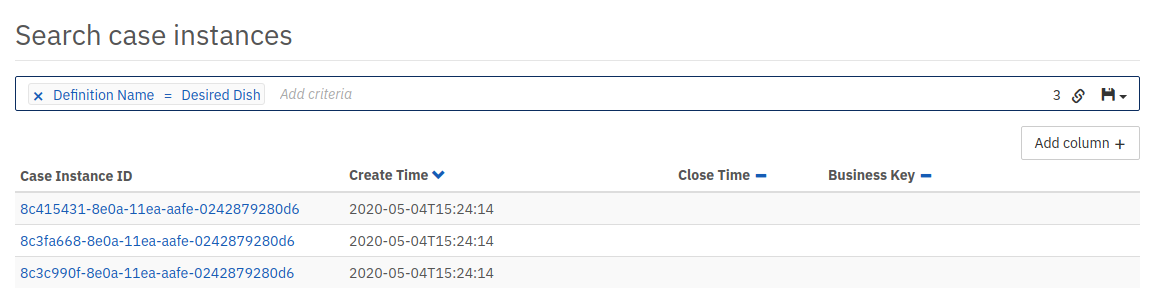 Search case instances
× Definition Name = Desired Dish Add criteria 3
Add column +
Case Instance ID Create Time Close Time Business Key
8c415431-8e0a-11ea-aafe-0242879280d6 2020-05-04T15:24:14
8c3fa668-8e0a-11ea-aafe-0242879280d6 2020-05-04T15:24:14
8c3c990f-8e0a-11ea-aafe-0242879280d6 2020-05-04T15:24:14